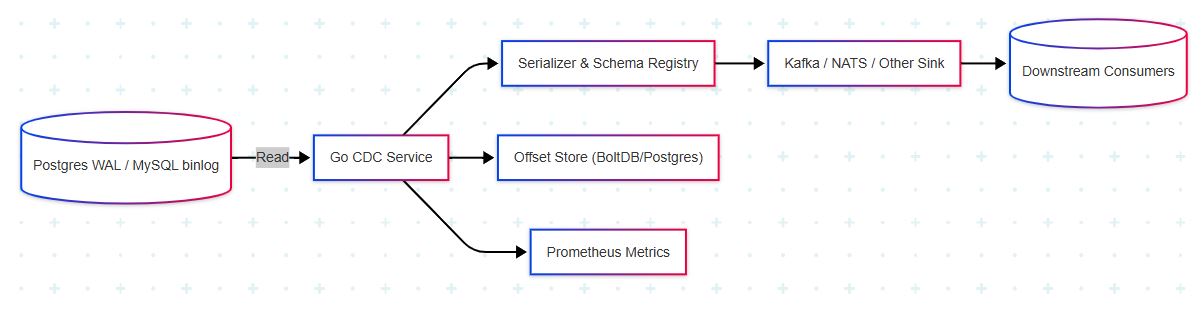 Postgres WAL / MySQL binlog
Read
Go CDC Service
Serializer & Schema Registry
Kafka / NATS / Other Sink
Downstream Consumers
Offset Store (BoltDB/Postgres)
Prometheus Metrics